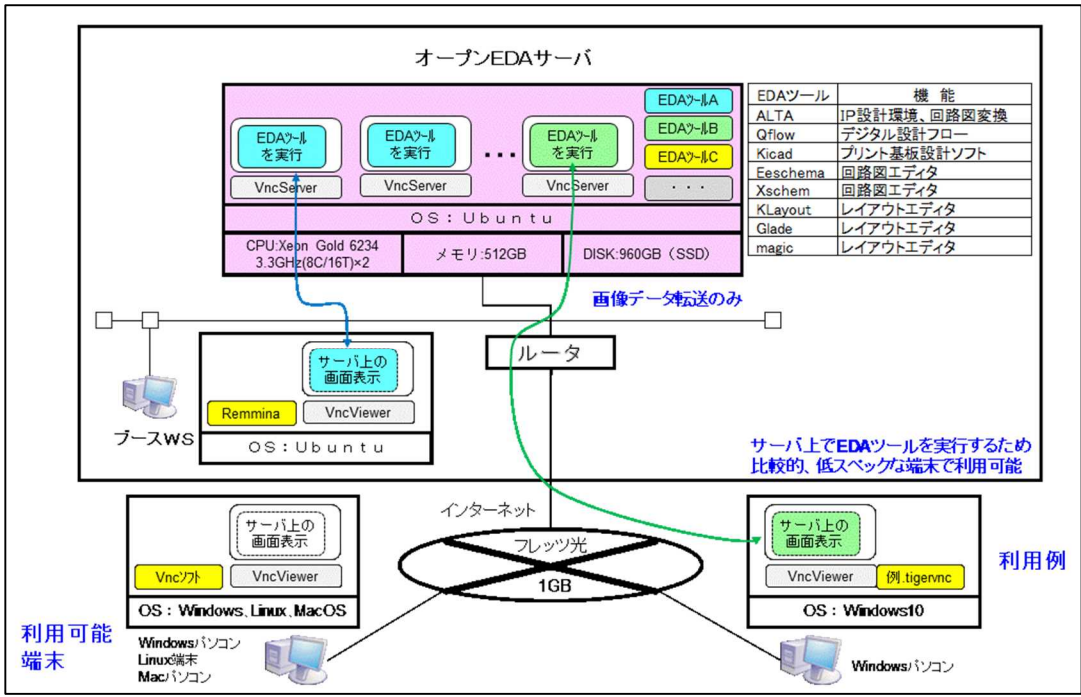 オープンEDAサーバ
EDAツール
を実行
VncServer
EDAツール
を実行
VncServer
・・・
EDAツール
を実行
VncServer
EDAツールA
EDAツールB
EDAツールC
・・・
OS：Ubuntu
CPU:Xeon Gold 6234
3.3GHz(8C/16T)×2
メモリ:512GB
DISK:960GB（SSD）
EDAツール 機 能
ALTA IP設計環境、回路図変換
Qflow デジタル設計フロー
Kicad プリント基板設計ソフト
Eeschema 回路図エディタ
Xschem 回路図エディタ
KLayout レイアウトエディタ
Glade レイアウトエディタ
magic レイアウトエディタ
画像データ転送のみ
ルータ
ブースWS
サーバ上の
画面表示
Remmina
VncViewer
OS：Ubuntu
サーバ上でEDAツールを実行するため
比較的、低スペックな端末で利用可能
インターネット
フレッツ光
1GB
サーバ上の
画面表示
Vncソフト
VncViewer
OS：Windows、Linux、MacOS
利用可能
端末
Windowsパソコン
Linux端末
Macパソコン
サーバ上の
画面表示
VncViewer
例.tigervnc
OS：Windows10
利用例
Windowsパソコン